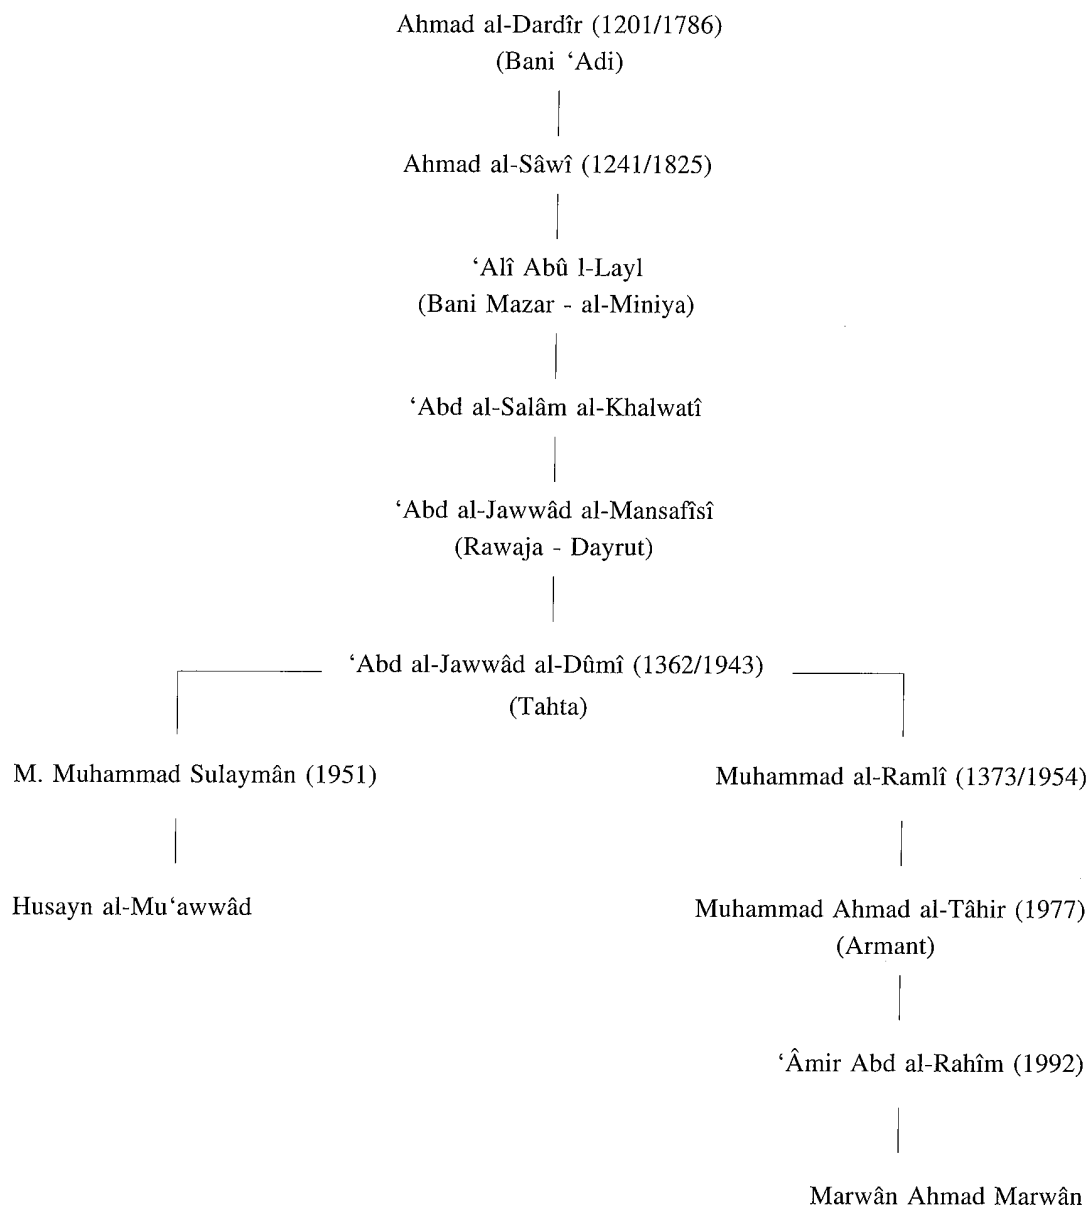 Ahmad al-Dardîr (1201/1786)
(Bani ‘Adi)
Ahmad al-Sâwî (1241/1825)
‘Alî Abû l-Layl
(Bani Mazar - al-Miniya)
‘Abd al-Salâm al-Khalwatî
‘Abd al-Jawwâd al-Mansafîsî
(Rawaja - Dayrut)
‘Abd al-Jawwâd al-Dûmî (1362/1943)
(Tahta)
M. Muhammad Sulaymân (1951)
Muhammad al-Ramlî (1373/1954)
Husayn al-Mu‘awwâd
Muhammad Ahmad al-Tâhir (1977)
(Armant)
‘Âmir Abd al-Rahîm (1992)
Marwân Ahmad Marwân